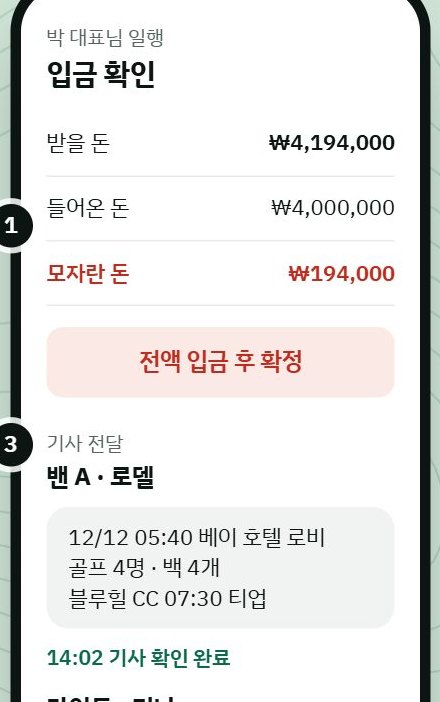 박 대표님 일행
입금 확인
받을 돈 ₩4,194,000
들어온 돈 ₩4,000,000
1
모자란 돈 ₩194,000
전액 입금 후 확정
3
기사 전달
밴 A · 로델
12/12 05:40 베이 호텔 로비
골프 4명 · 백 4개
블루힐 CC 07:30 티업
14:02 기사 확인 완료